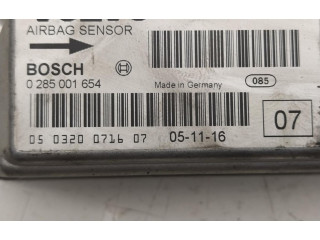 AIRBAG SENSOR
BOSCH
0 285 001 654
Made in Germany
085
05 0320 0716 07
05-11-16
07